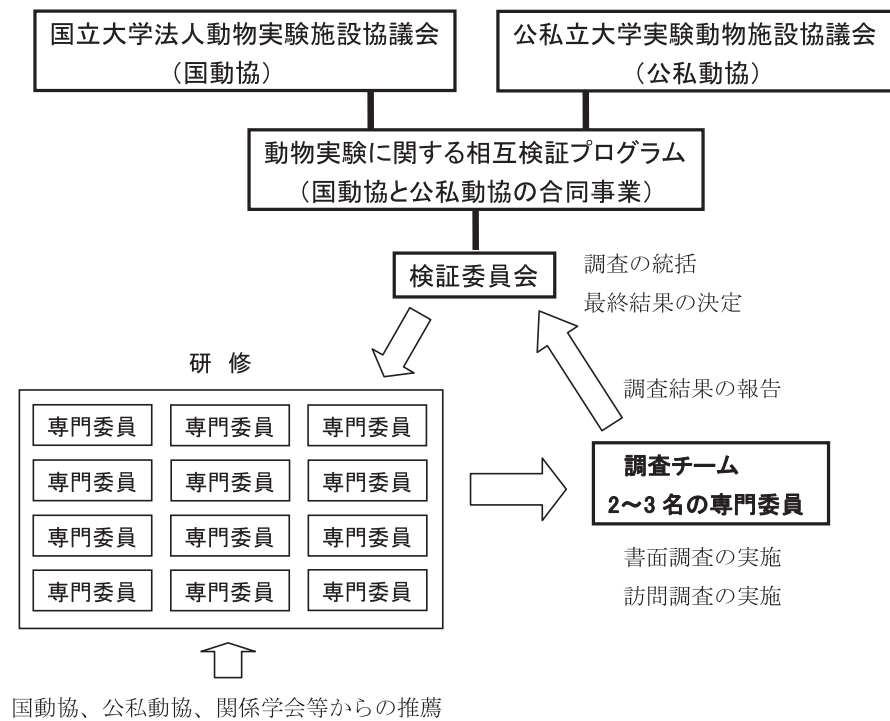 国立大学法人動物実験施設協議会
（国動協）
公私立大学実験動物施設協議会
（公私動協）
動物実験に関する相互検証プログラム
（国動協と公私動協の合同事業）
検証委員会
調査の統括
最終結果の決定
研 修
調査結果の報告
専門委員 専門委員 専門委員
専門委員 専門委員 専門委員
専門委員 専門委員 専門委員
専門委員 専門委員 専門委員
調査チーム
2～3 名の専門委員
書面調査の実施
訪問調査の実施
国動協、公私動協、関係学会等からの推薦